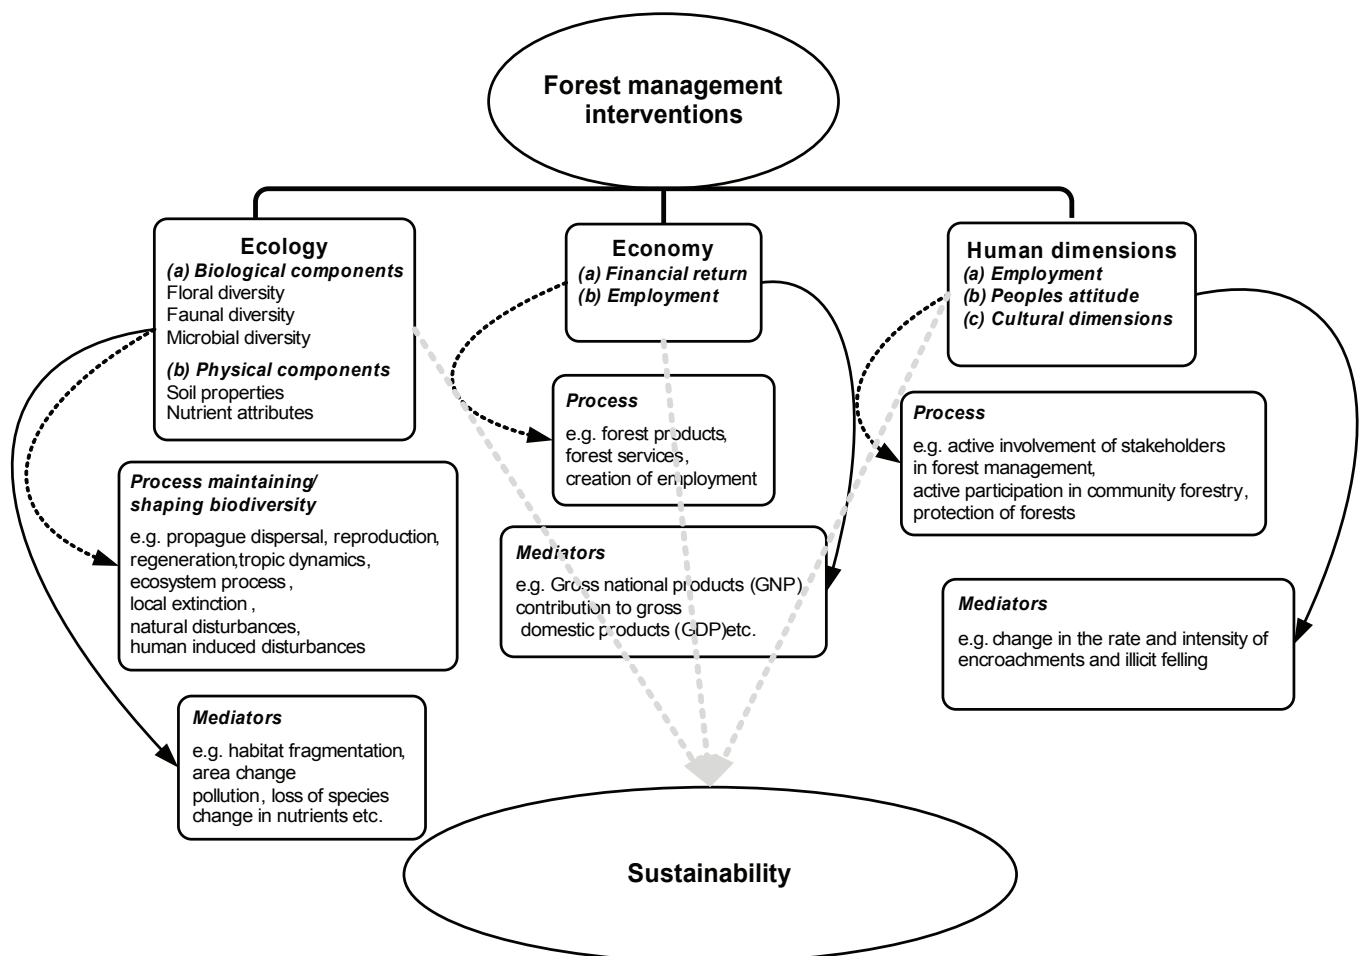 Forest management
interventions
Ecology
(a) Biological components
Floral diversity
Faunal diversity
Microbial diversity
(b) Physical components
Soil properties
Nutrient attributes
Economy
(a) Financial return
(b) Employment
Human dimensions
(a) Employment
(b) Peoples attitude
(c) Cultural dimensions
Process maintaining/
shaping biodiversity
e.g. propague dispersal, reproduction,
regeneration,tropic dynamics,
ecosystem process,
local extinction,
natural disturbances,
human induced disturbances
Mediators
e.g. habitat fragmentation,
area change
pollution, loss of species
change in nutrients etc.
Process
e.g. forest products,
forest services,
creation of employment
Mediators
e.g. Gross national products (GNP)
contribution to gross
domestic products (GDP)etc.
Process
e.g. active involvement of stakeholders
in forest management,
active participation in community forestry,
protection of forests
Mediators
e.g. change in the rate and intensity of
encroachments and illicit felling
Sustainability